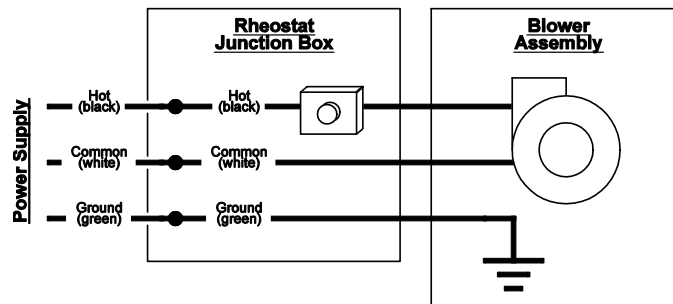 Rheostat
Junction Box
Blower
Assembly
Power Supply
Hot
(black)
Hot
(black)
Common
(white)
Common
(white)
Ground
(green)
Ground
(green)